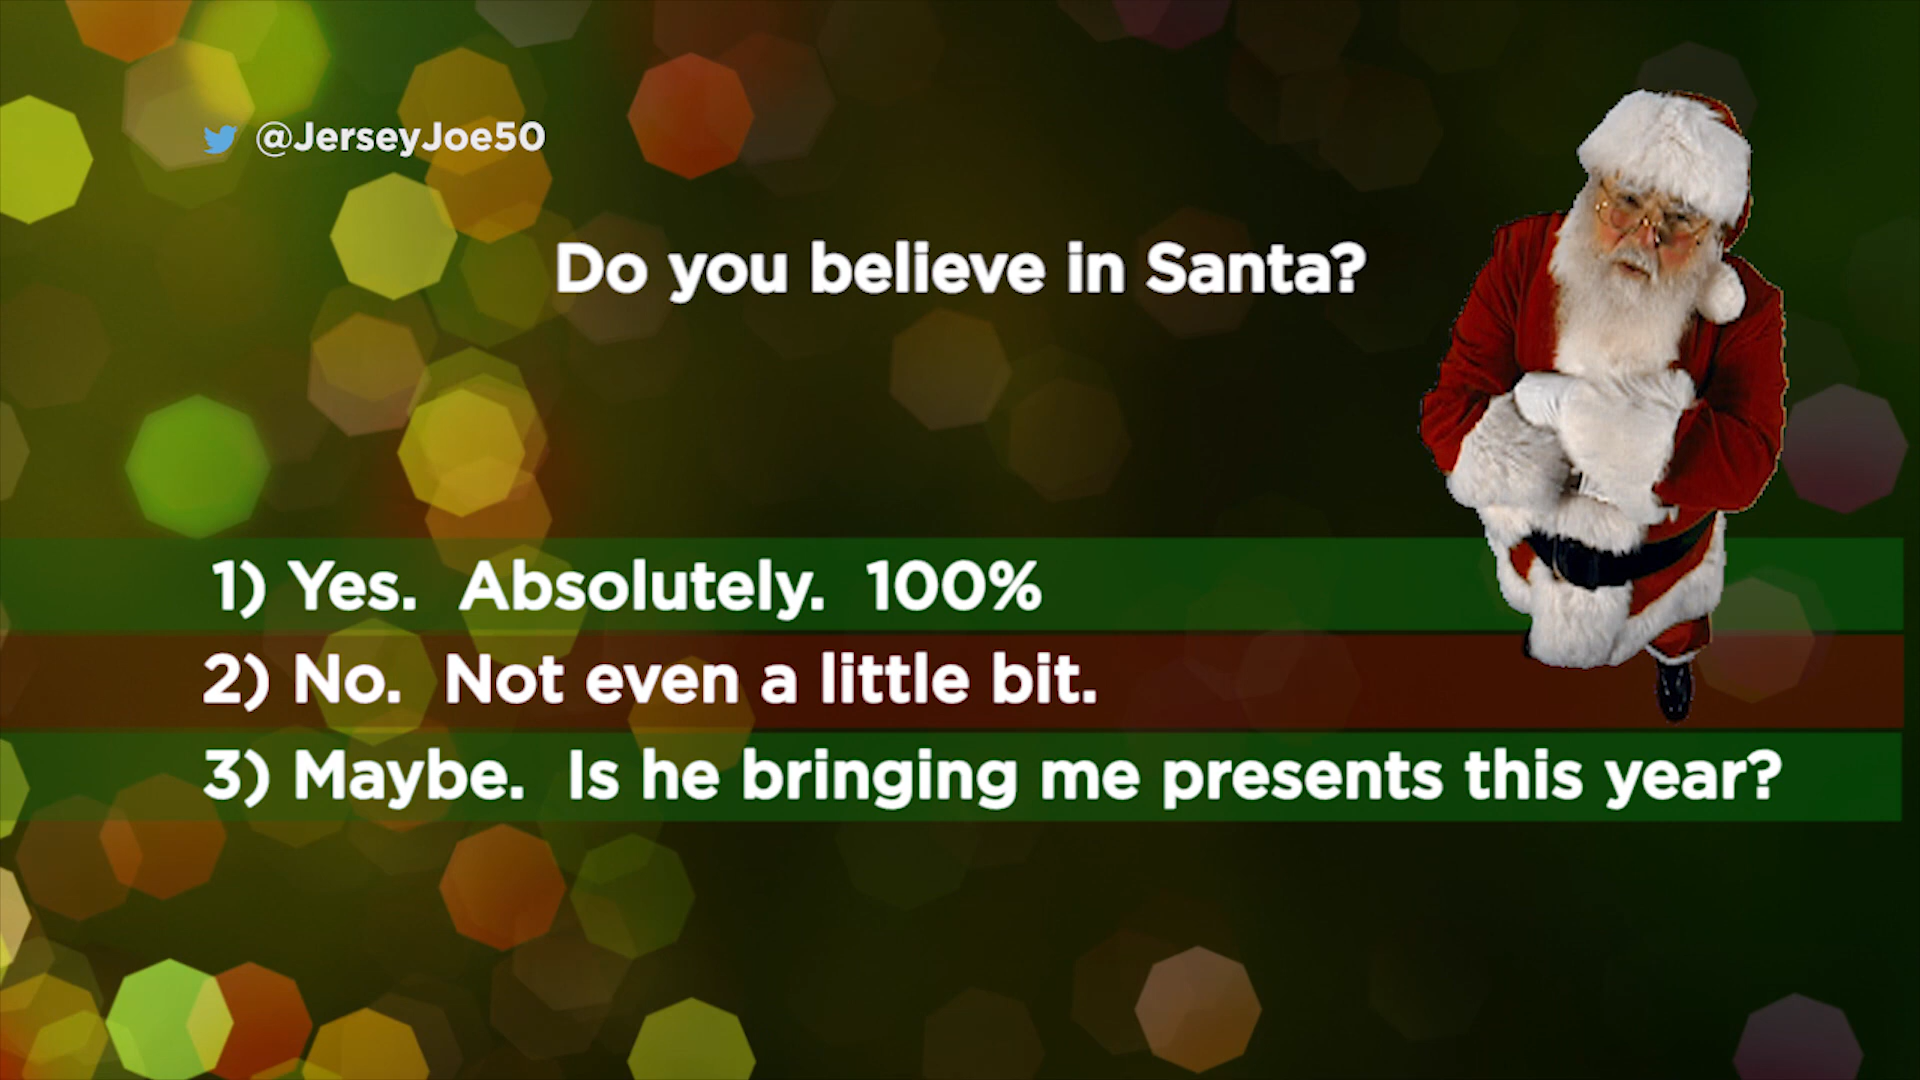 @JerseyJoe50
Do you believe in Santa?
1) Yes. Absolutely. 100%
2) No. Not even a little bit.
3) Maybe. Is he bringing me presents this year?